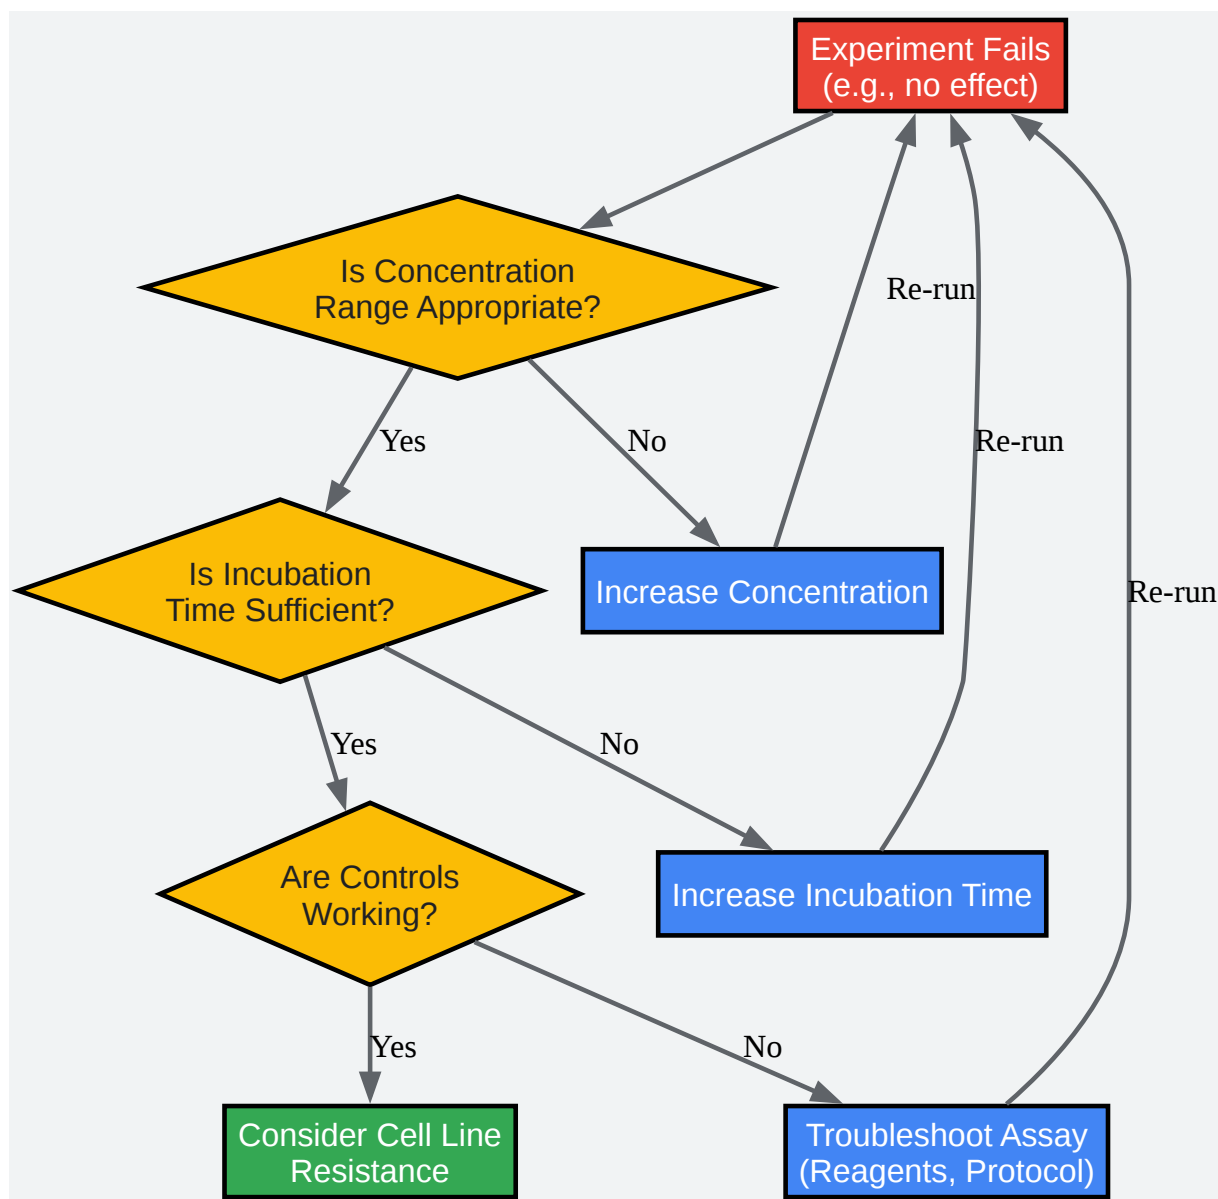 Experiment Fails
(e.g., no effect)
Is Concentration
Range Appropriate?
Re-run
Yes
No
Re-run
Is Incubation
Time Sufficient?
Increase Concentration
Re-run
Yes
No
Are Controls
Working?
Increase Incubation Time
Yes
No
Consider Cell Line
Resistance
Troubleshoot Assay
(Reagents, Protocol)